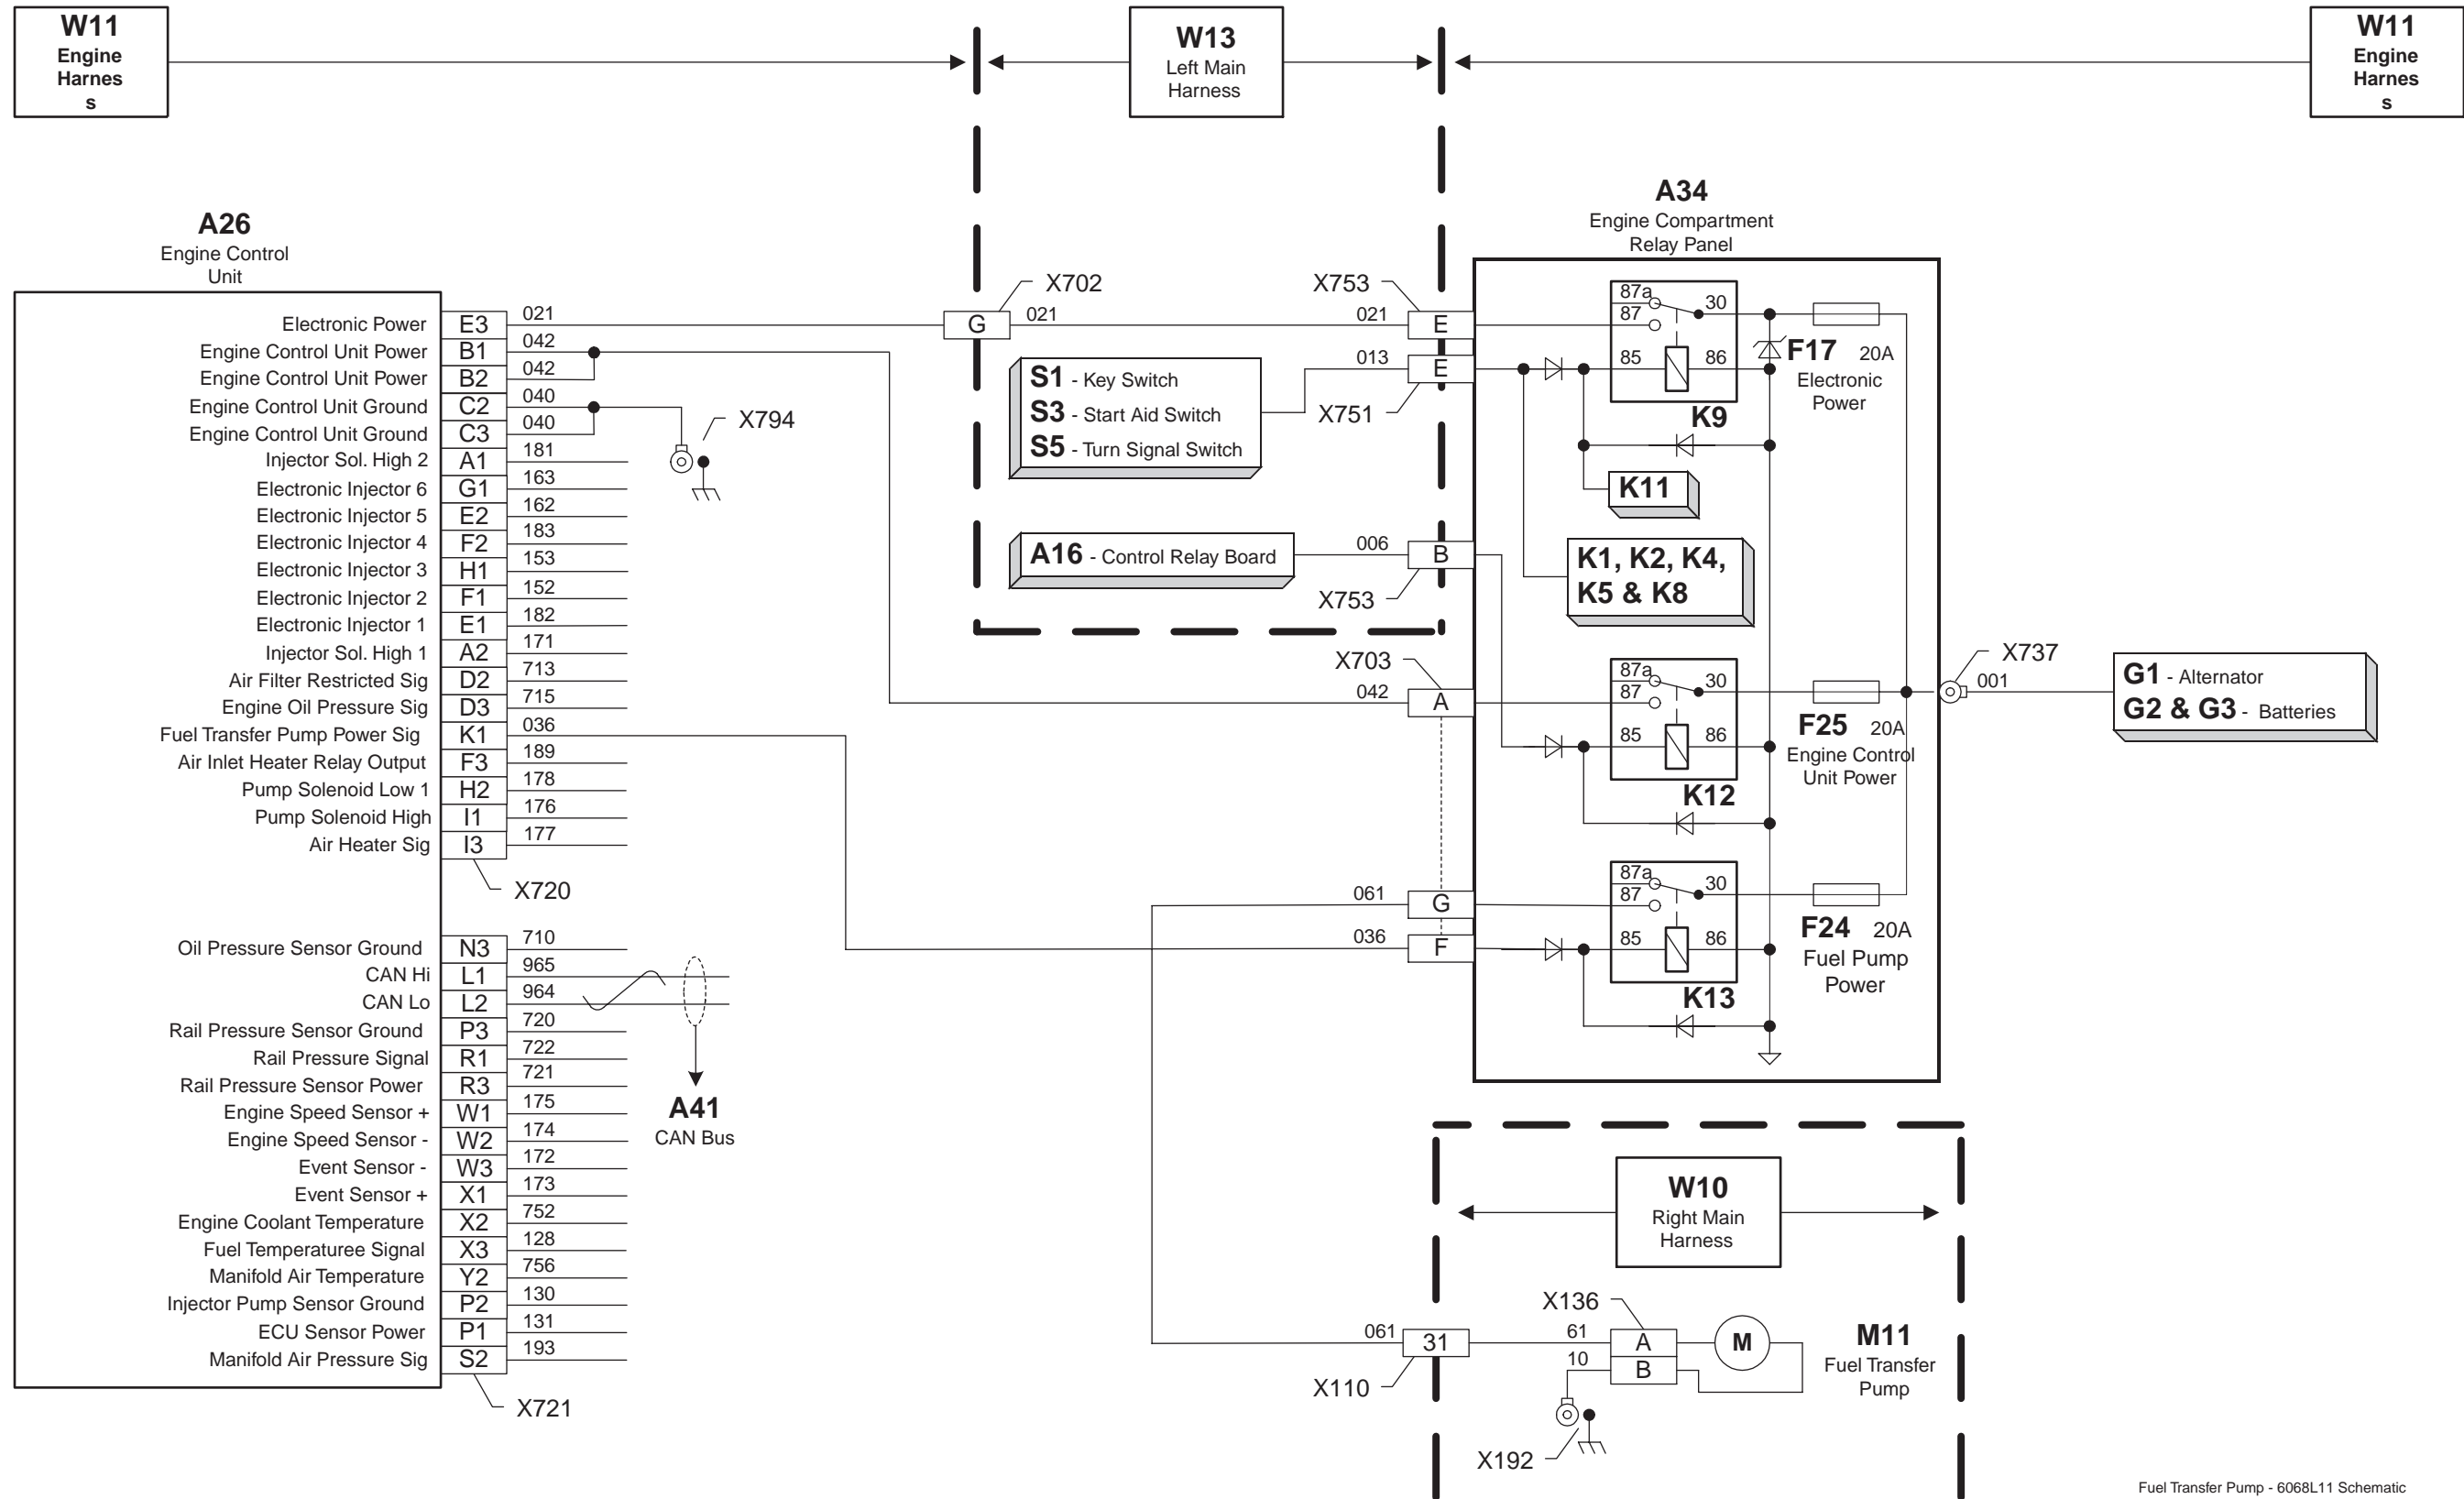 W11
Engine
Harnes
s
W13
Left Main
Harness
W11
Engine
Harnes
s
A26
Engine Control
Unit
Electronic Power E3 021
Engine Control Unit Power B1 042
Engine Control Unit Power B2 042
Engine Control Unit Ground C2 040
Engine Control Unit Ground C3 040
Injector Sol. High 2 A1 181
Electronic Injector 6 G1 163
Electronic Injector 5 E2 162
Electronic Injector 4 F2 183
Electronic Injector 3 H1 153
Electronic Injector 2 F1 152
Electronic Injector 1 E1 182
Injector Sol. High 1 A2 171
Air Filter Restricted Sig D2 713
Engine Oil Pressure Sig D3 715
Fuel Transfer Pump Power Sig K1 036
Air Inlet Heater Relay Output F3 189
Pump Solenoid Low 1 H2 178
Pump Solenoid High I1 176
Air Heater Sig I3 177
X720
Oil Pressure Sensor Ground N3 710
CAN Hi L1 965
CAN Lo L2 964
Rail Pressure Sensor Ground P3 720
Rail Pressure Signal R1 722
Rail Pressure Sensor Power R3 721
Engine Speed Sensor + W1 175
Engine Speed Sensor - W2 174
Event Sensor - W3 172
Event Sensor + X1 173
Engine Coolant Temperature X2 752
Fuel Temperaturee Signal X3 128
Manifold Air Temperature Y2 756
Injector Pump Sensor Ground P2 130
ECU Sensor Power P1 131
Manifold Air Pressure Sig S2 193
X721
X794
A41
CAN Bus
X702
G 021
X753
021 E
S1 - Key Switch
S3 - Start Aid Switch
S5 - Turn Signal Switch
013 E
X751
A16 - Control Relay Board
006 B
X753
X703
042 A
061 G
036 F
A34
Engine Compartment
Relay Panel
87a
87
30
85
86
K9
F17 20A
Electronic
Power
K11
K1, K2, K4,
K5 & K8
87a
87
30
85
86
K12
F25 20A
Engine Control
Unit Power
87a
87
30
85
86
K13
F24 20A
Fuel Pump
Power
X737
001
G1 - Alternator
G2 & G3 - Batteries
W10
Right Main
Harness
061 31
X110
X136
61 A
10 B
M
M11
Fuel Transfer
Pump
X192
Fuel Transfer Pump - 6068L11 Schematic